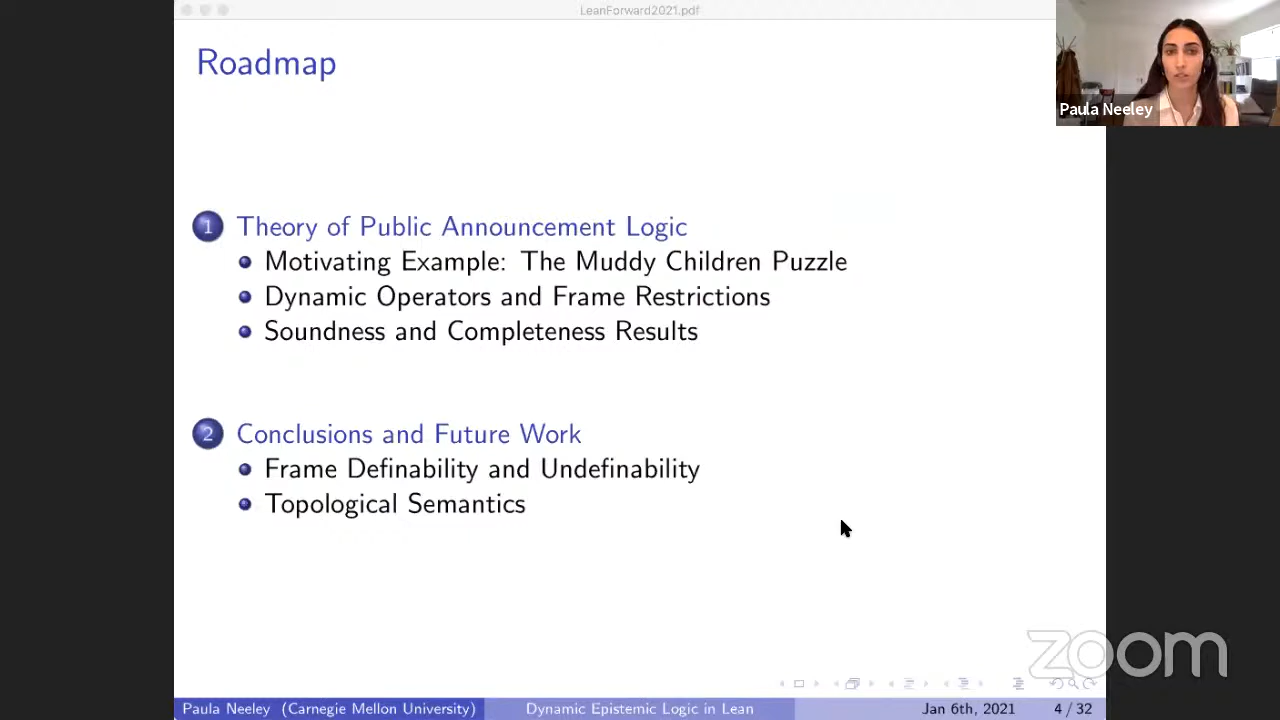 LeanForward2021.pdf
Roadmap
Paula Neeley
1 Theory of Public Announcement Logic
Motivating Example: The Muddy Children Puzzle
Dynamic Operators and Frame Restrictions
Soundness and Completeness Results
2 Conclusions and Future Work
Frame Definability and Undefinability
Topological Semantics
zoom
Paula Neeley (Carnegie Mellon University) Dynamic Epistemic Logic in Lean Jan 6th, 2021 4 / 32